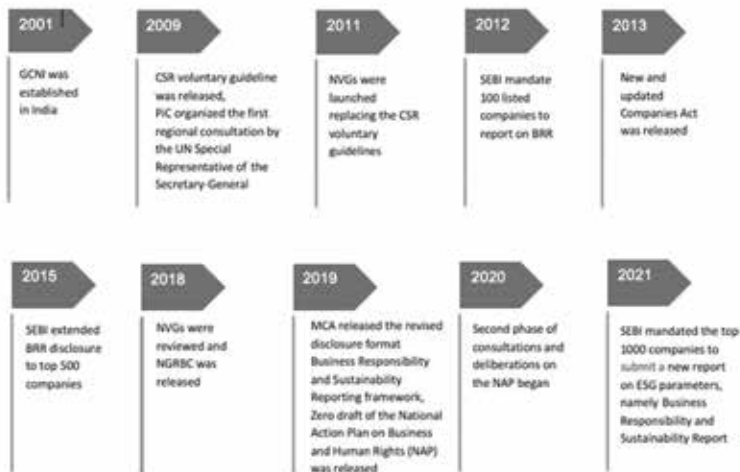 2001
GCNI was
established
in India
2009
CSR voluntary guideline
was released,
PiC organized the first
regional consultation by
the UN Special
Representative of the
Secretary-General
2011
NVGs were
launched
replacing the CSR
voluntary
guidelines
2012
SEBI mandate
100 listed
companies to
report on BRR
2013
New and
updated
Companies Act
was released
2015
SEBI extended
BRR disclosure
to top 500
companies
2018
NVGs were
reviewed and
NGRBC was
released
2019
MCA released the revised
disclosure format
Business Responsibility
and Sustainability
Reporting framework,
Zero draft of the National
Action Plan on Business
and Human Rights (NAP)
was released
2020
Second phase of
consultations and
deliberations on
the NAP began
2021
SEBI mandated the top
1000 companies to
submit a new report
on ESG parameters,
namely Business
Responsibility and
Sustainability Report